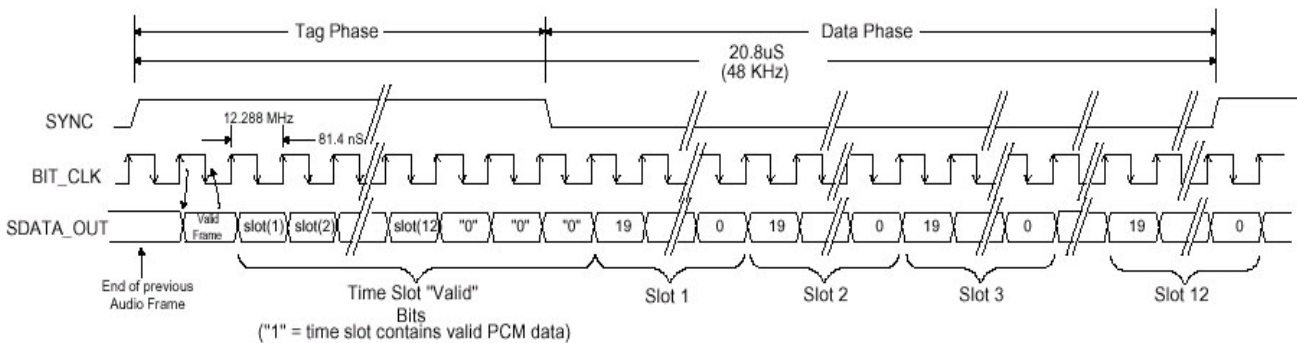 Tag Phase
Data Phase
20.8uS
(48 KHz)
SYNC
12.288 MHz
81.4 nS
BIT_CLK
SDATA_OUT
Valid
Frame
slot(1) slot(2) slot(12) "0" "0" "0" 19 0 19 0 19 0 19 0
End of previous
Audio Frame
Time Slot "Valid"
Bits
("1" = time slot contains valid PCM data)
Slot 1
Slot 2
Slot 3
Slot 12